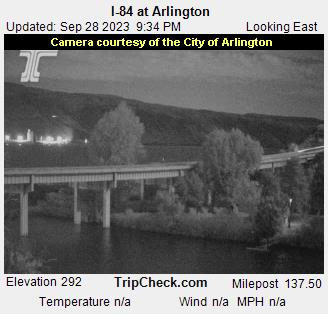 I-84 at Arlington
Updated: Sep 28 2023 9:34 PM Looking East
Camera courtesy of the City of Arlington
Elevation 292 TripCheck.com Milepost 137.50
Temperature n/a Wind n/a MPH n/a